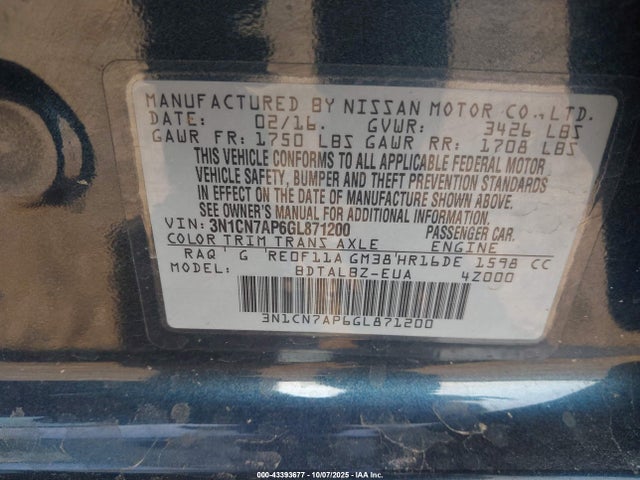 MANUFACTURED BY NISSAN MOTOR CO., LTD.
DATE: 02/16. GVWR: 3426 LBS
GAWR FR: 1750 LBS GAWR RR: 1708 LBS
THIS VEHICLE CONFORMS TO ALL APPLICABLE FEDERAL MOTOR
VEHICLE SAFETY, BUMPER AND THEFT PREVENTION STANDARDS
IN EFFECT ON THE DATE OF MANUFACTURE SHOWN ABOVE.
SEE OWNER'S MANUAL FOR ADDITIONAL INFORMATION.
VIN: 3N1CN7AP6GL871200 PASSENGER CAR.
COLOR TRIM TRANS AXLE ENGINE
RAQ G RE0F11A GM38 HR16DE 1598 CC
MODEL: BDTALBZ-EUA 4Z000
3N1CN7AP6GL871200
000-43393677 - 10/07/2025 - IAA Inc.